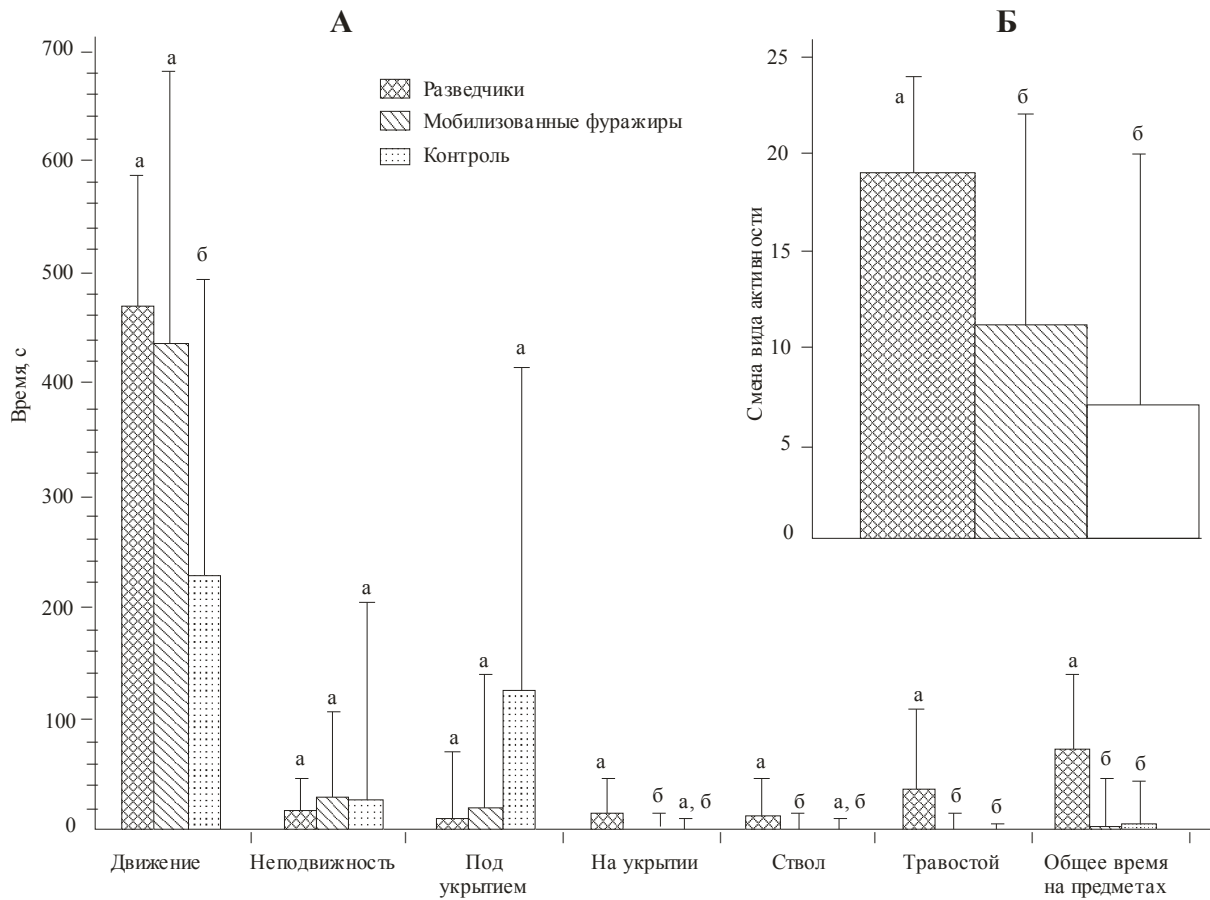 А
Б
700
600
500
400
300
200
100
0
Время, с
Разведчики
Мобилизованные фуражиры
Контроль
а
а
б
а
а
а
а
а
а
а
б
а, б
а
б
а, б
а
б
б
а
б
б
Движение
Неподвижность
Под
укрытием
На укрытии
Ствол
Травостой
Общее время
на предметах
25
20
15
10
5
0
Смена вида активности
а
б
б